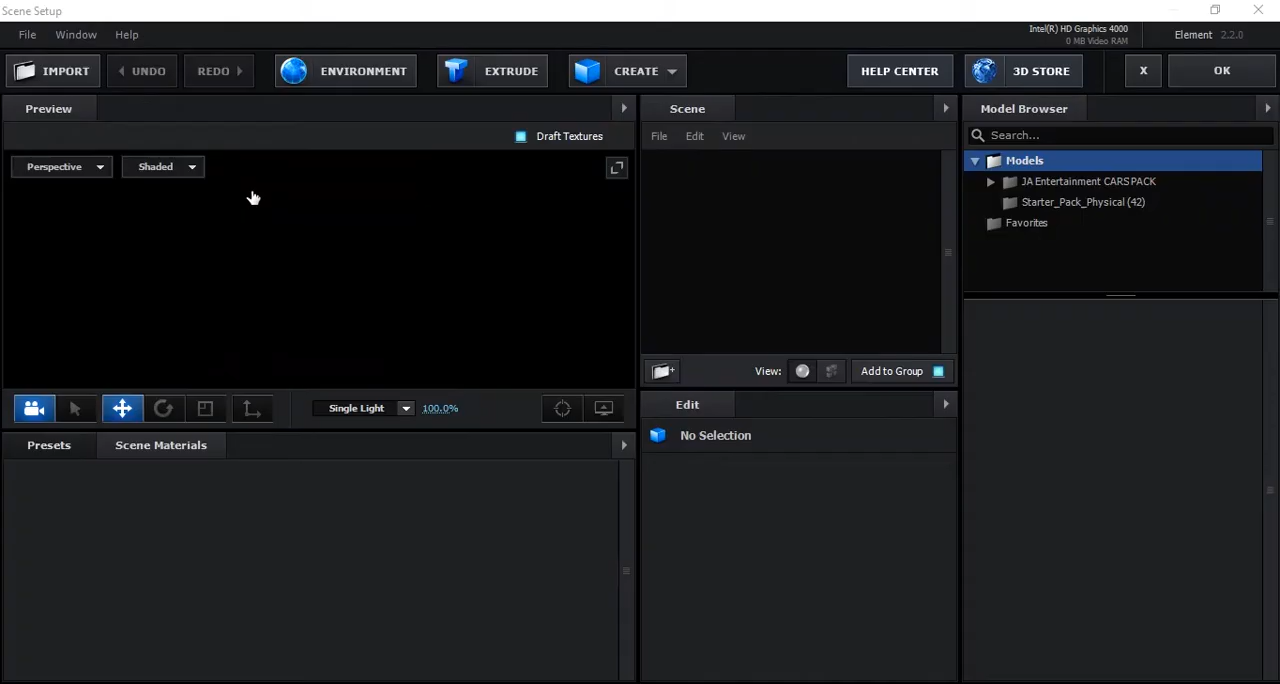 Scene Setup
File Window Help
Intel(R) HD Graphics 4000
0 MB Video RAM
Element 2.2.0
IMPORT UNDO REDO ENVIRONMENT EXTRUDE CREATE HELP CENTER 3D STORE X OK
Preview
Draft Textures
Perspective Shaded
Single Light 100.0%
Presets Scene Materials
Scene
File Edit View
View: Add to Group
Edit
No Selection
Model Browser
Search...
Models
JA Entertainment CARSPACK
Starter_Pack_Physical (42)
Favorites